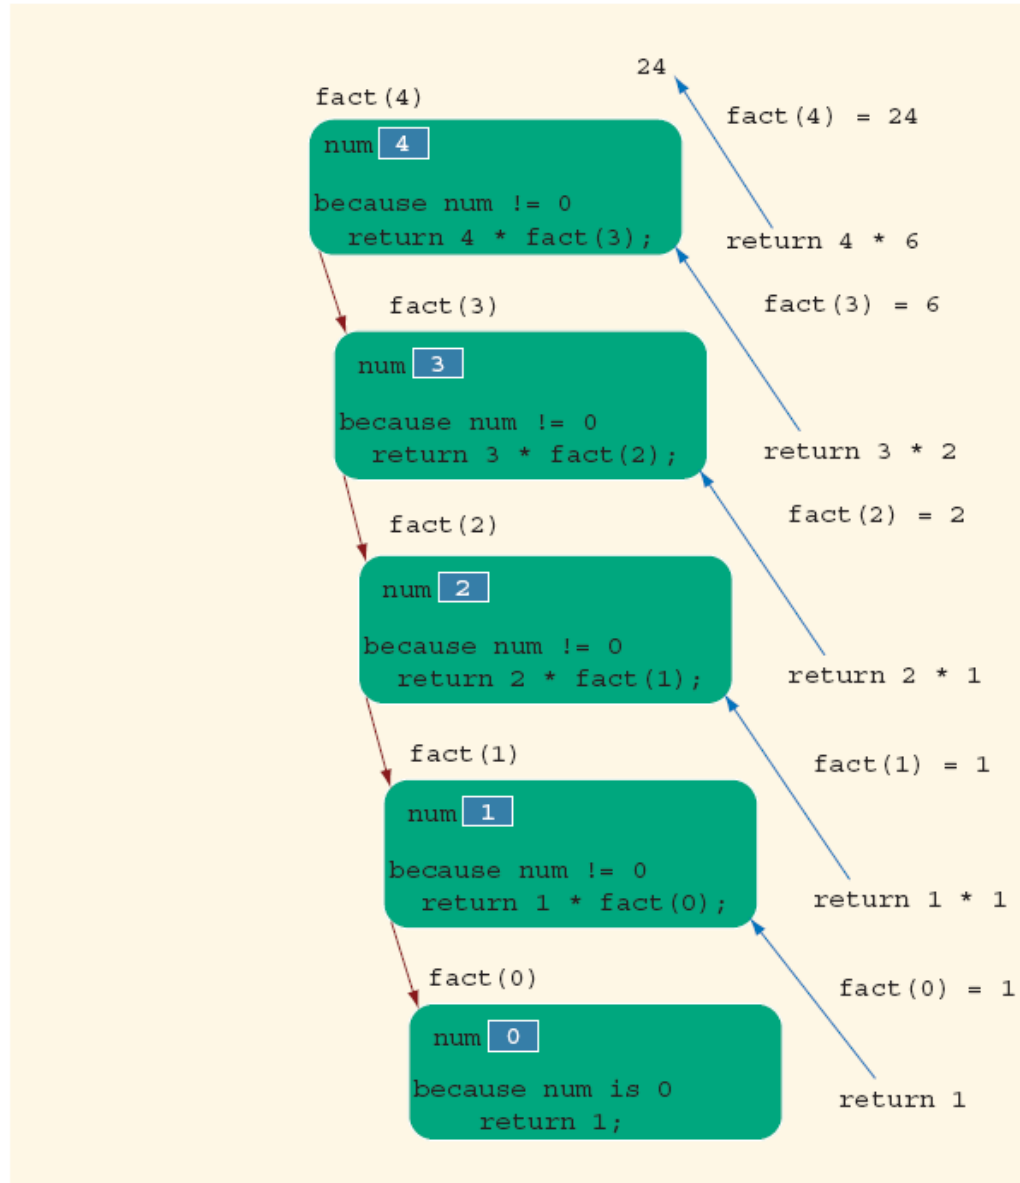 24
fact(4)
fact(4) = 24
num 4
because num != 0
return 4 * fact(3);
return 4 * 6
fact(3)
fact(3) = 6
num 3
because num != 0
return 3 * fact(2);
return 3 * 2
fact(2)
fact(2) = 2
num 2
because num != 0
return 2 * fact(1);
return 2 * 1
fact(1)
fact(1) = 1
num 1
because num != 0
return 1 * fact(0);
return 1 * 1
fact(0)
fact(0) = 1
num 0
because num is 0
return 1;
return 1